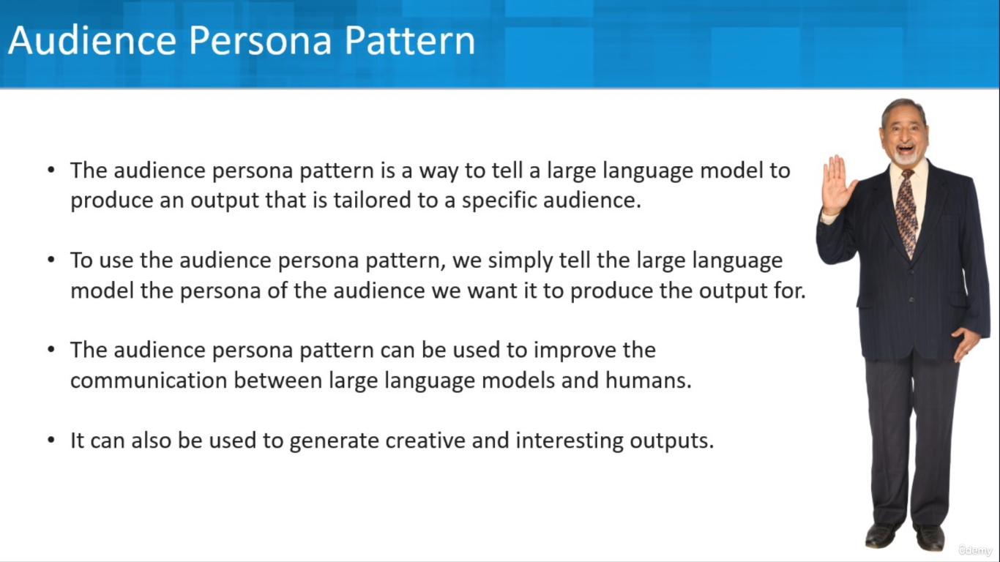 Audience Persona Pattern
• The audience persona pattern is a way to tell a large language model to
produce an output that is tailored to a specific audience.
• To use the audience persona pattern, we simply tell the large language
model the persona of the audience we want it to produce the output for.
• The audience persona pattern can be used to improve the
communication between large language models and humans.
• It can also be used to generate creative and interesting outputs.
ûdemy